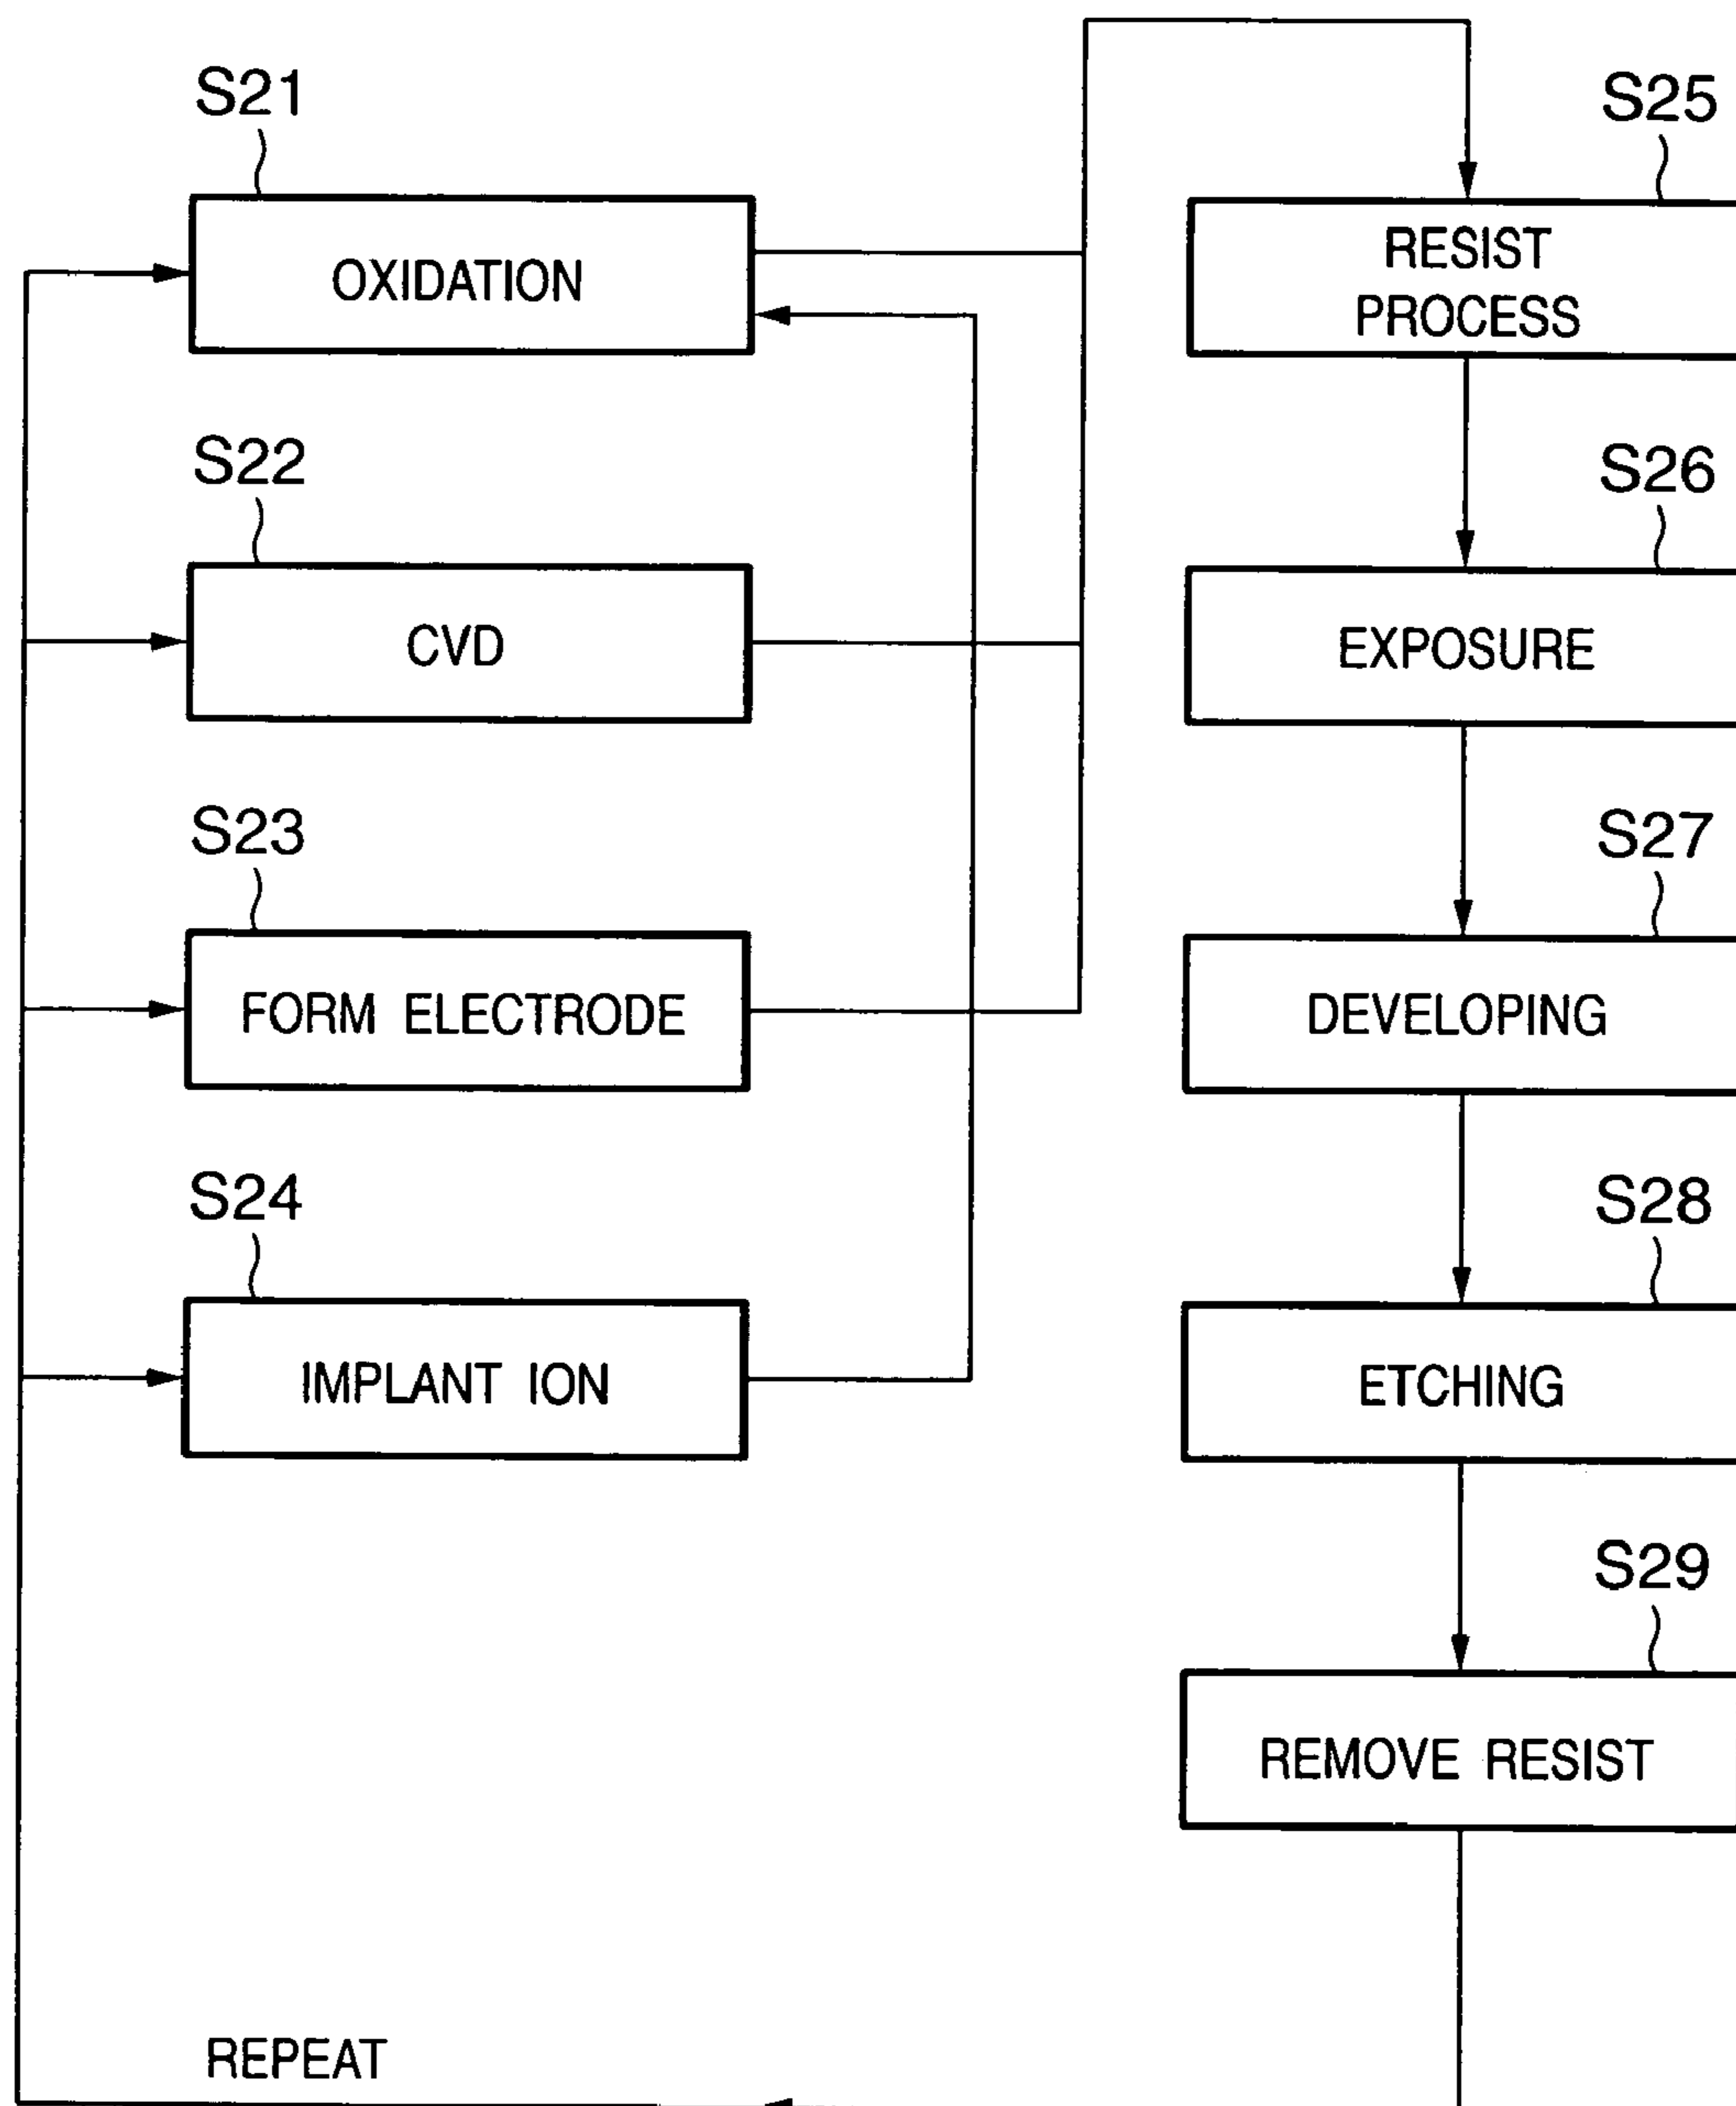 S21
OXIDATION
S22
CVD
S23
FORM ELECTRODE
S24
IMPLANT ION
REPEAT
S25
RESIST
PROCESS
S26
EXPOSURE
S27
DEVELOPING
S28
ETCHING
S29
REMOVE RESIST